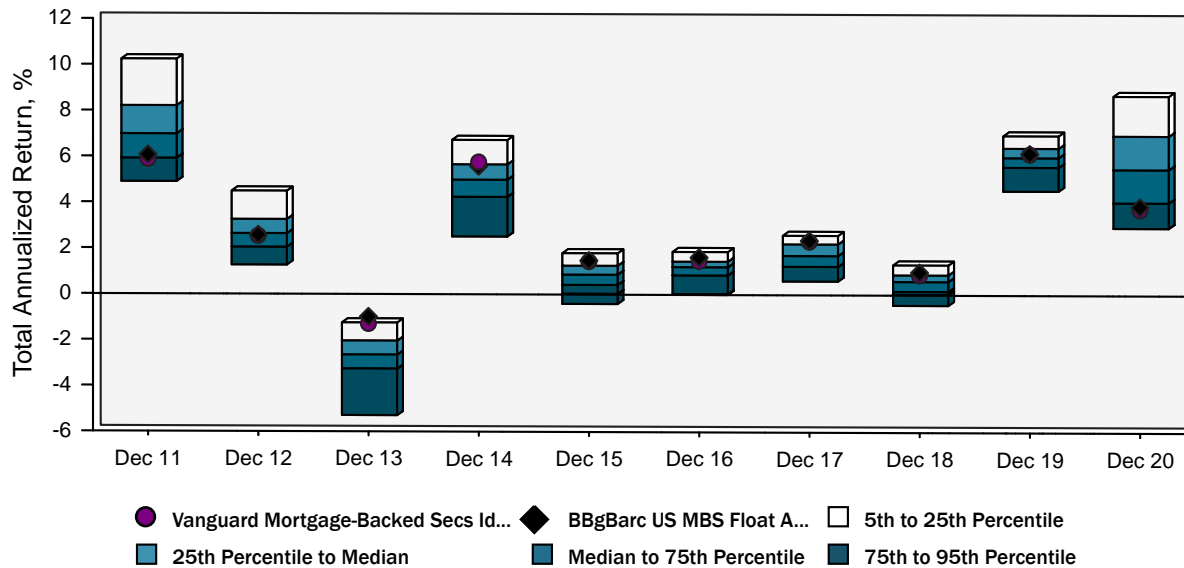 Total Annualized Return, %
12
10
8
6
4
2
0
-2
-4
-6
Dec 11 Dec 12 Dec 13 Dec 14 Dec 15 Dec 16 Dec 17 Dec 18 Dec 19 Dec 20
Vanguard Mortgage-Backed Secs Id... BBgBarc US MBS Float A... 5th to 25th Percentile
25th Percentile to Median Median to 75th Percentile 75th to 95th Percentile